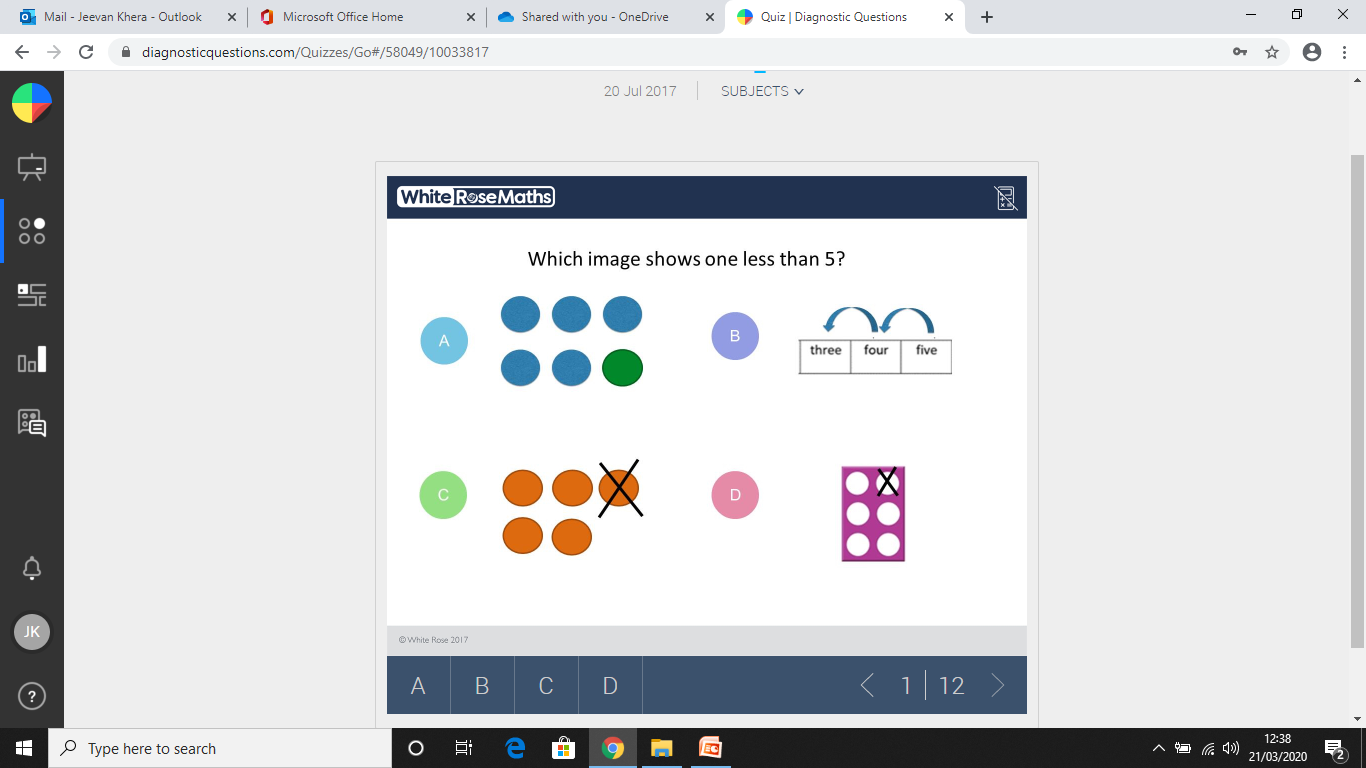 Mail - Jeevan Khera - Outlook
Microsoft Office Home
Shared with you - OneDrive
Quiz | Diagnostic Questions
diagnosticquestions.com/Quizzes/Go#/58049/10033817
20 Jul 2017
SUBJECTS
White Rose Maths
Which image shows one less than 5?
A
B
three four five
C
D
© White Rose 2017
A B C D
1 12
JK
?
Type here to search
12:38
21/03/2020
2